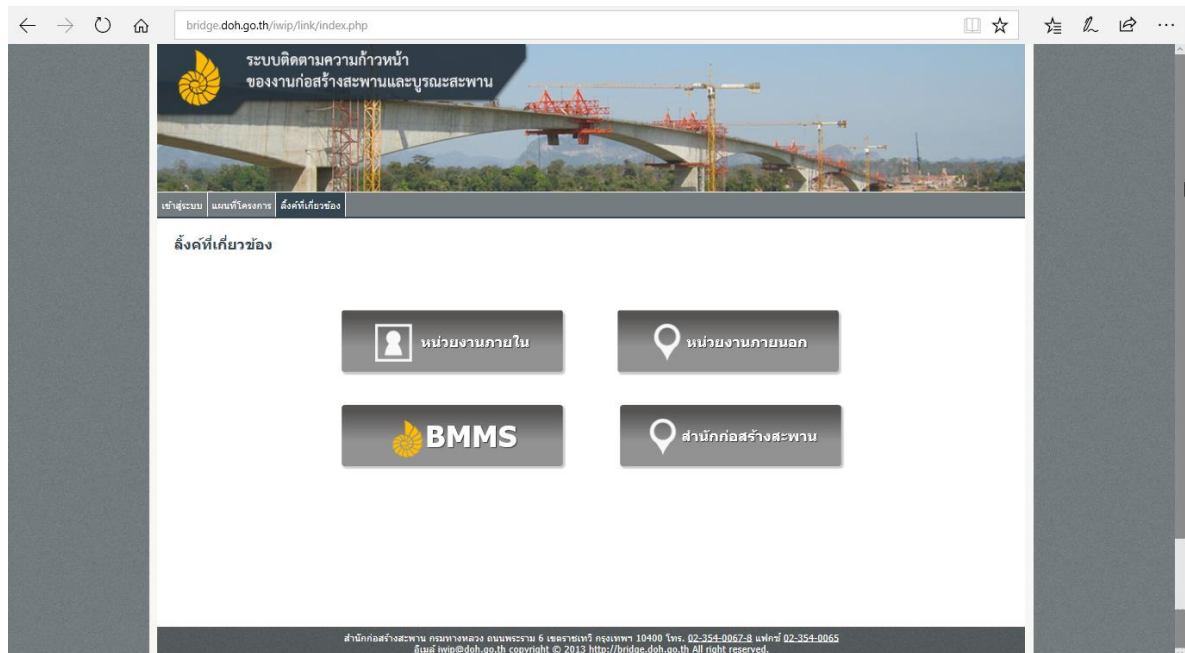 bridge.doh.go.th/iwip/link/index.php
ระบบติดตามความก้าวหน้า
ของงานก่อสร้างสะพานและบูรณะสะพาน
เข้าสู่ระบบ แผนที่โครงการ ลิ้งค์ที่เกี่ยวข้อง
ลิ้งค์ที่เกี่ยวข้อง
หน่วยงานภายใน หน่วยงานภายนอก
BMMS สำนักก่อสร้างสะพาน
สำนักก่อสร้างสะพาน กรมทางหลวง ถนนพระราม 6 เขตราชเทวี กรุงเทพฯ 10400 โทร. 02-354-0067-8 แฟกซ์ 02-354-0065
อีเมล์ iwip@doh.go.th copyright © 2013 http://bridge.doh.go.th All right reserved.